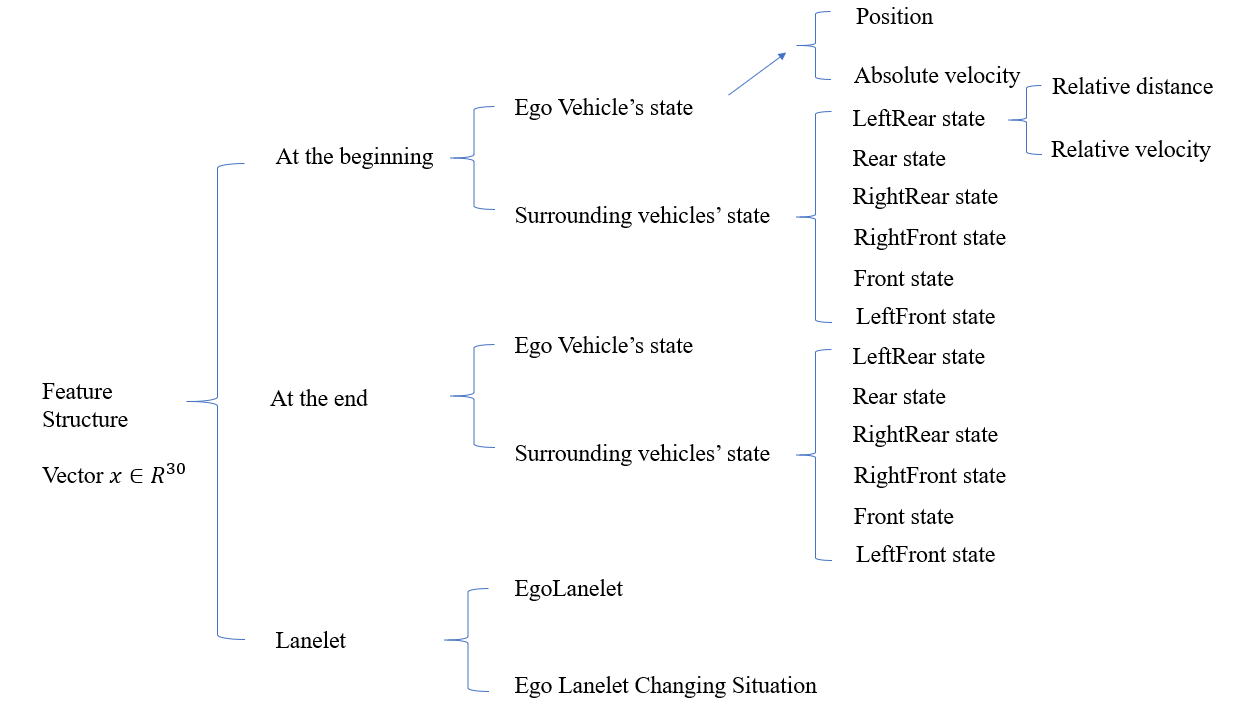 Feature
Structure
Vector 𝑥 ∈ 𝑅³⁰
At the beginning
Ego Vehicle’s state
Position
Absolute velocity
Surrounding vehicles’ state
LeftRear state
Relative distance
Relative velocity
Rear state
RightRear state
RightFront state
Front state
LeftFront state
At the end
Ego Vehicle’s state
Surrounding vehicles’ state
LeftRear state
Rear state
RightRear state
RightFront state
Front state
LeftFront state
Lanelet
EgoLanelet
Ego Lanelet Changing Situation